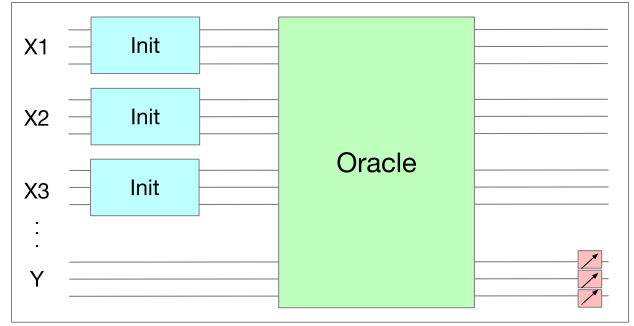 X1
Init
X2
Init
Oracle
X3
Init
Y